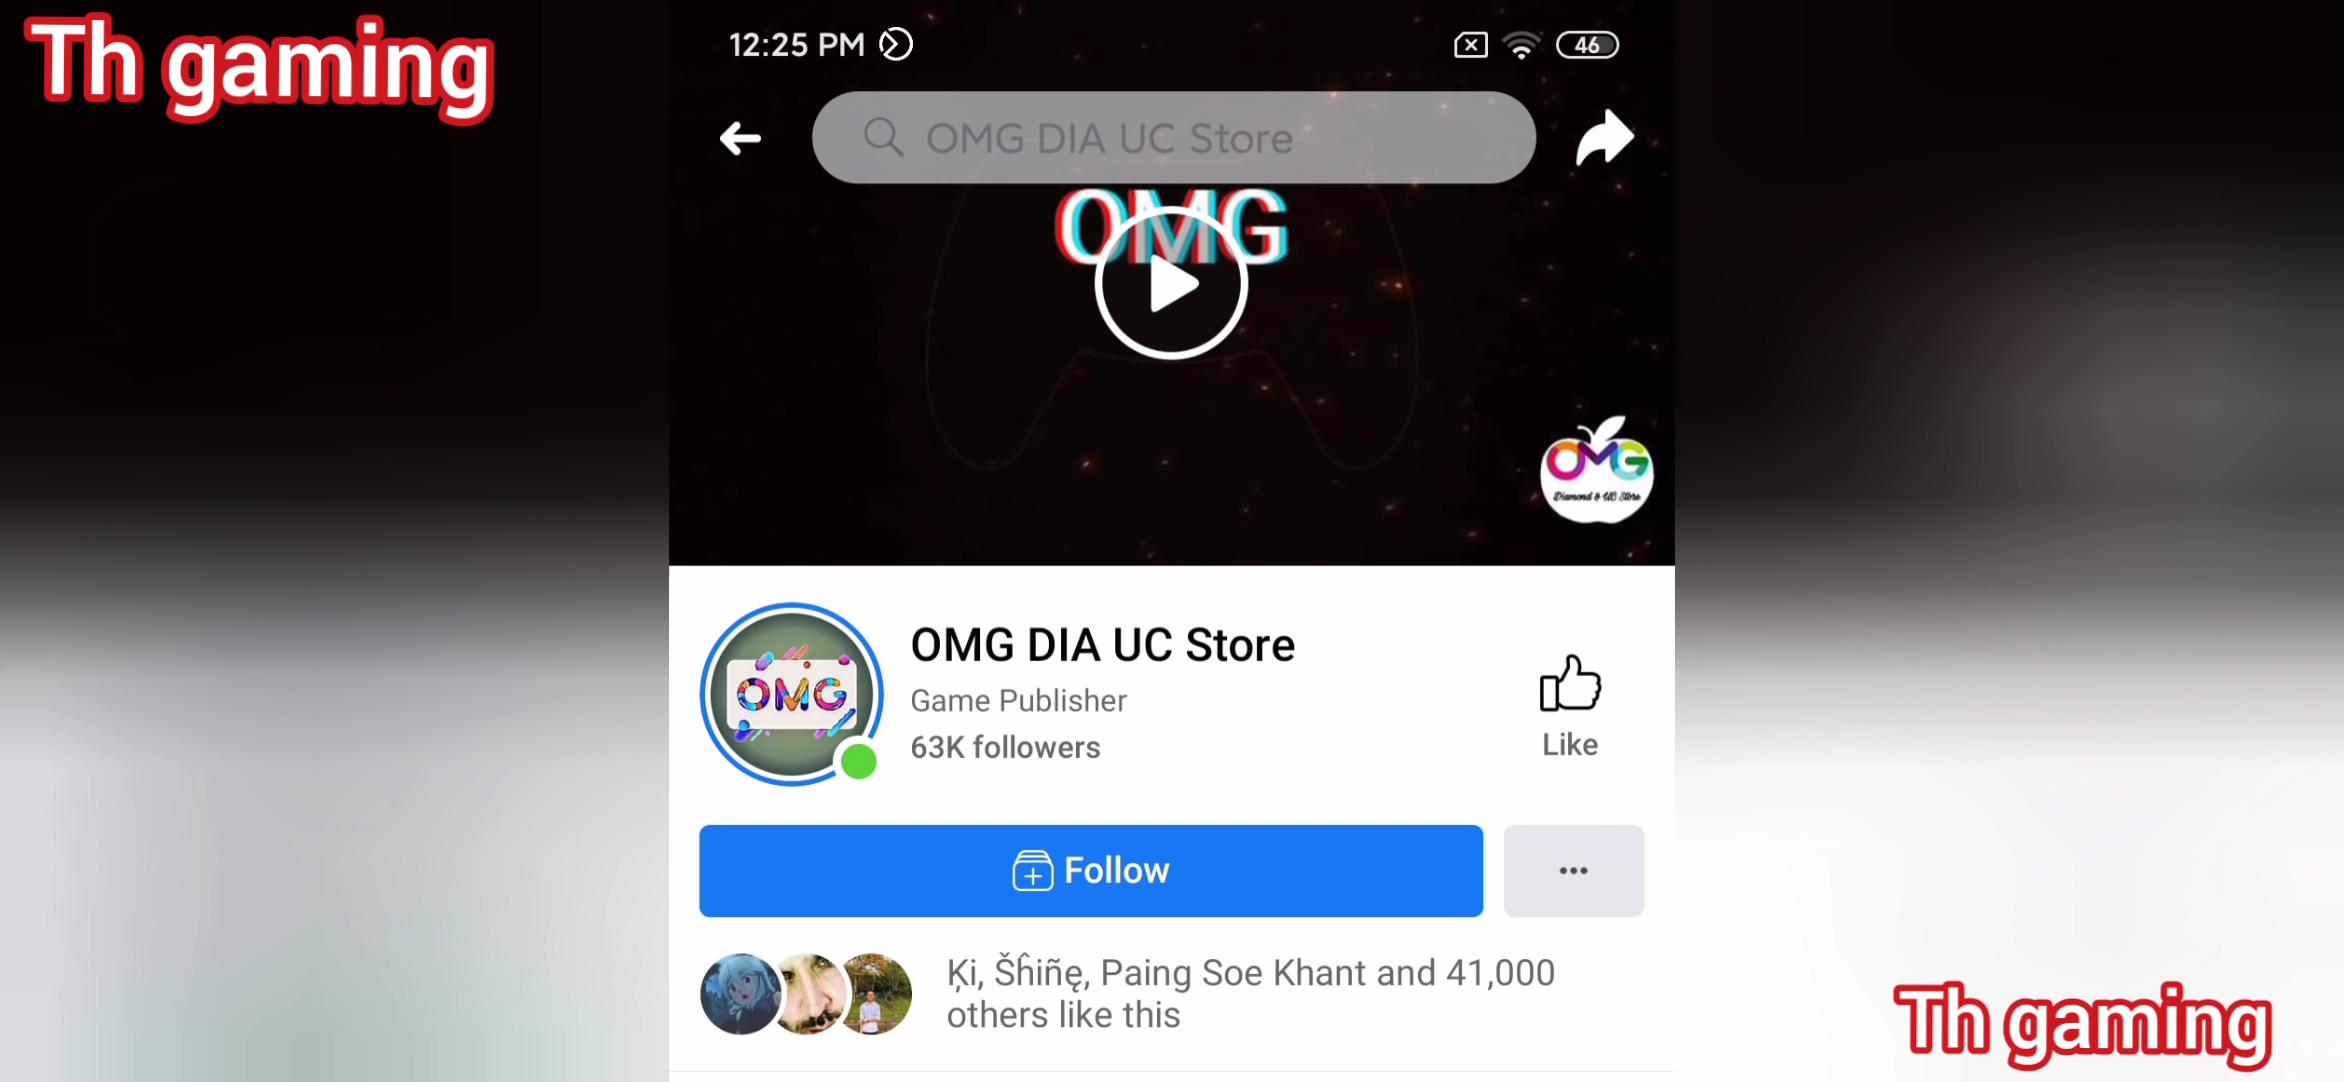 Th gaming
12:25 PM
46
OMG DIA UC Store
OMG
OMG
Diamond & UC Store
OMG
OMG DIA UC Store
Game Publisher
63K followers
Like
Follow
Ķi, Šĥiñę, Paing Soe Khant and 41,000
others like this
Th gaming